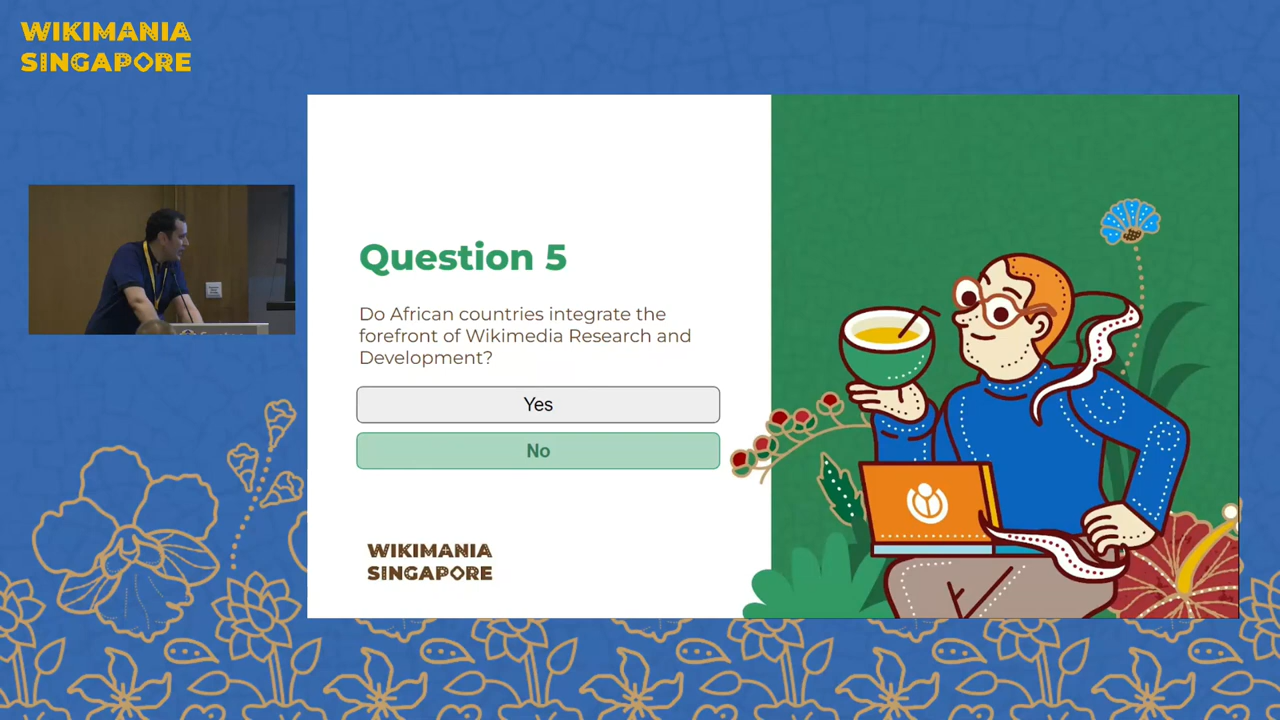 WIKIMANIA
SINGAPORE
Question 5
Do African countries integrate the
forefront of Wikimedia Research and
Development?
Yes
No
WIKIMANIA
SINGAPORE